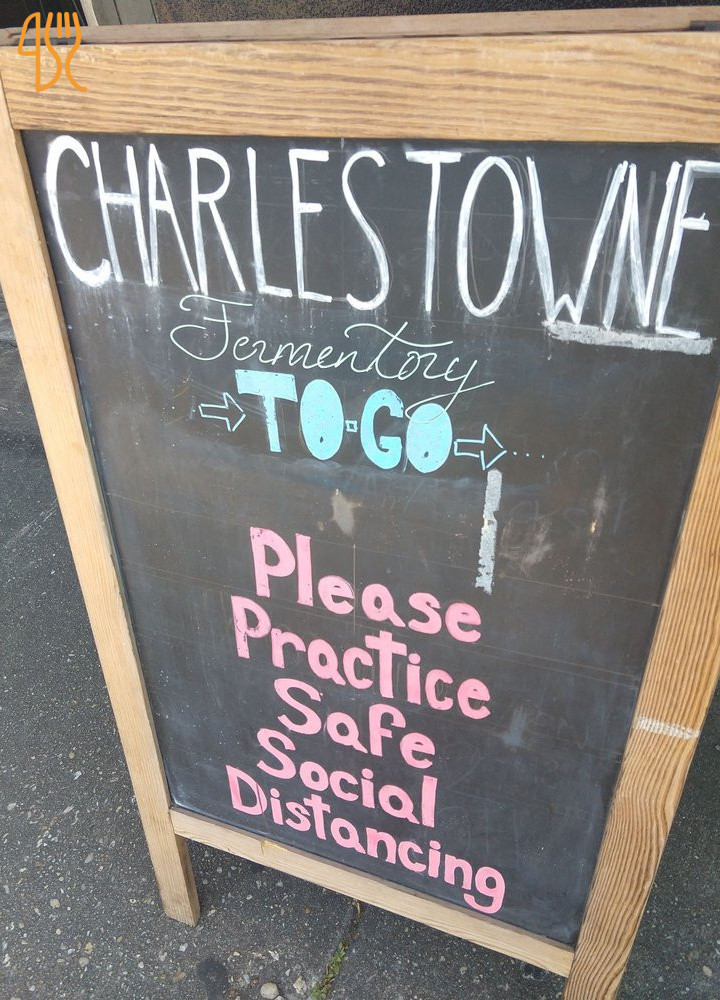 CHARLESTOWNE
Fermentory
TO-GO
Please
Practice
Safe
Social
Distancing